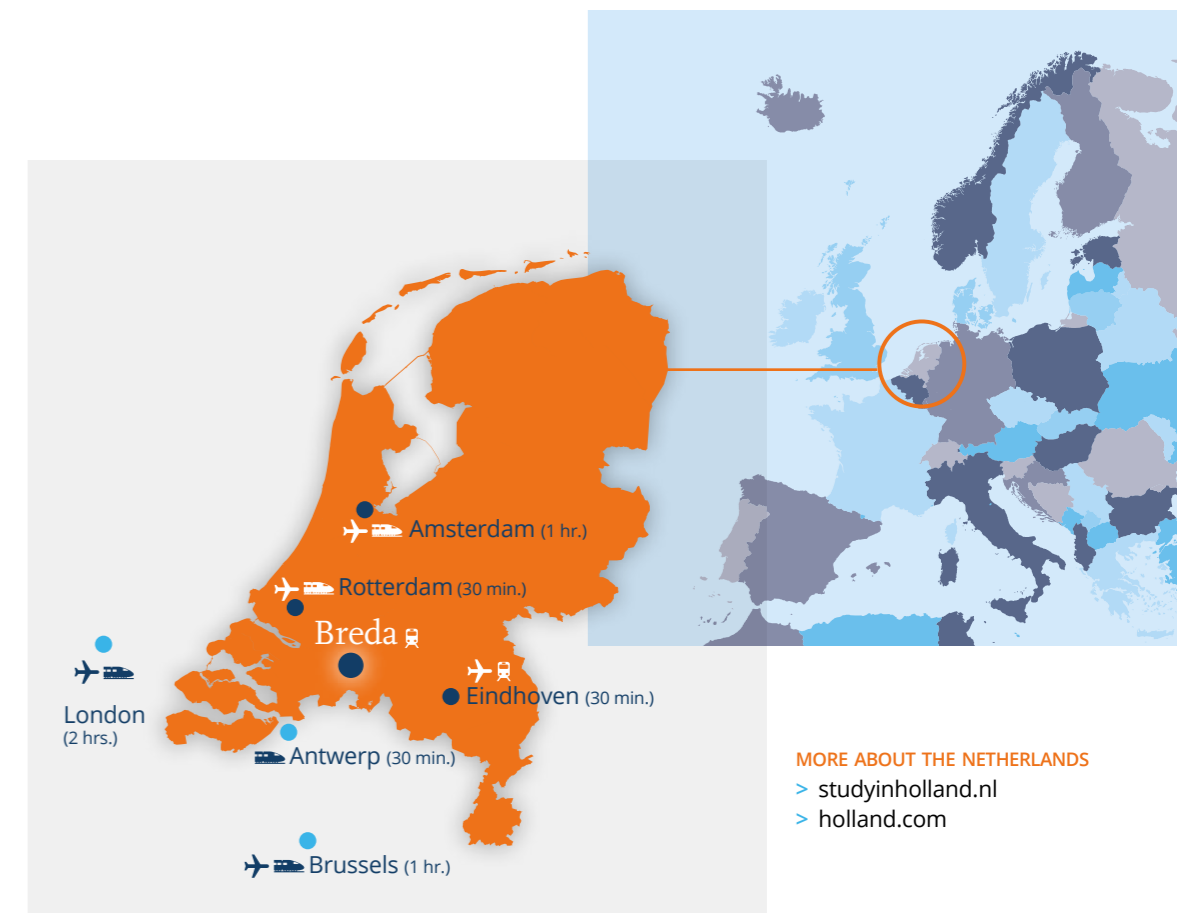 Amsterdam (1 hr.)
Rotterdam (30 min.)
Breda
Eindhoven (30 min.)
London
(2 hrs.)
Antwerp (30 min.)
Brussels (1 hr.)
MORE ABOUT THE NETHERLANDS
> studyinholland.nl
> holland.com